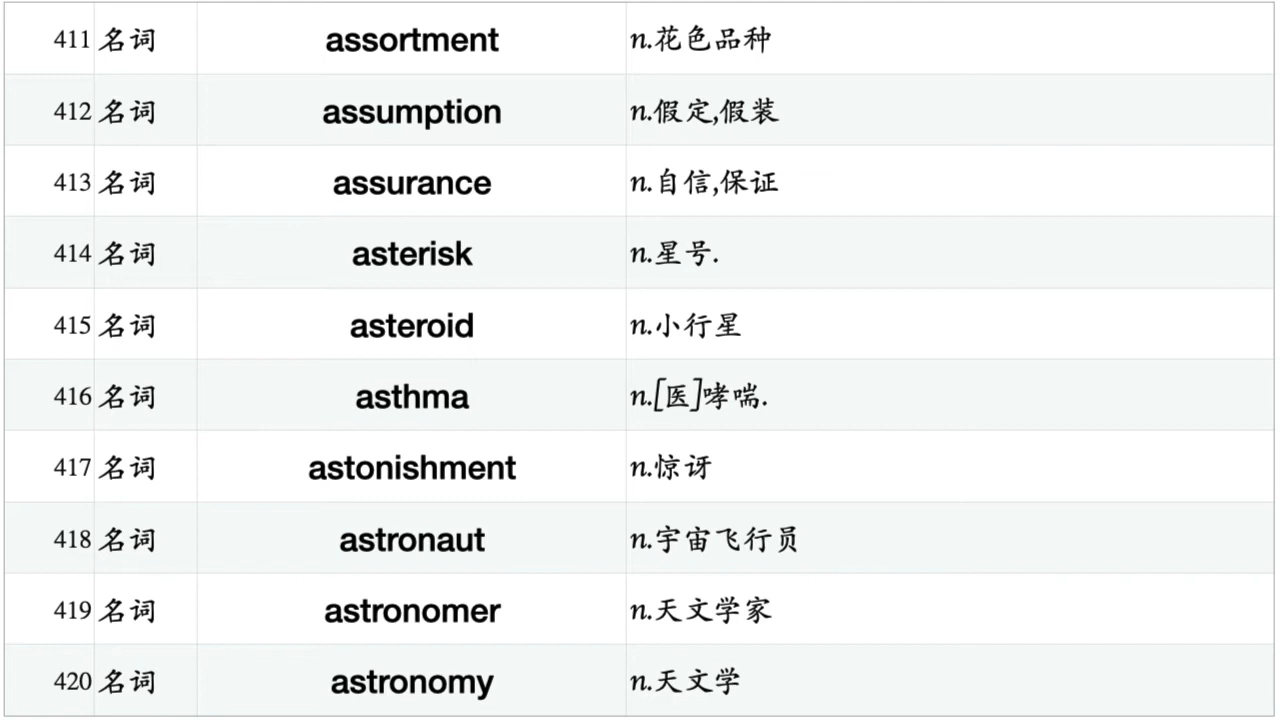 411 名词 assortment n.花色品种
412 名词 assumption n.假定,假装
413 名词 assurance n.自信,保证
414 名词 asterisk n.星号.
415 名词 asteroid n.小行星
416 名词 asthma n.[医]哮喘.
417 名词 astonishment n.惊讶
418 名词 astronaut n.宇宙飞行员
419 名词 astronomer n.天文学家
420 名词 astronomy n.天文学